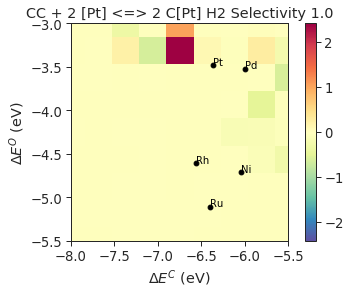 CC + 2 [Pt] <=> 2 C[Pt] H2 Selectivity 1.0
−3.0
−3.5
−4.0
−4.5
−5.0
−5.5
ΔE^O (eV)
Pt
Pd
Rh
Ni
Ru
−8.0 −7.5 −7.0 −6.5 −6.0 −5.5
ΔE^C (eV)
2
1
0
−1
−2